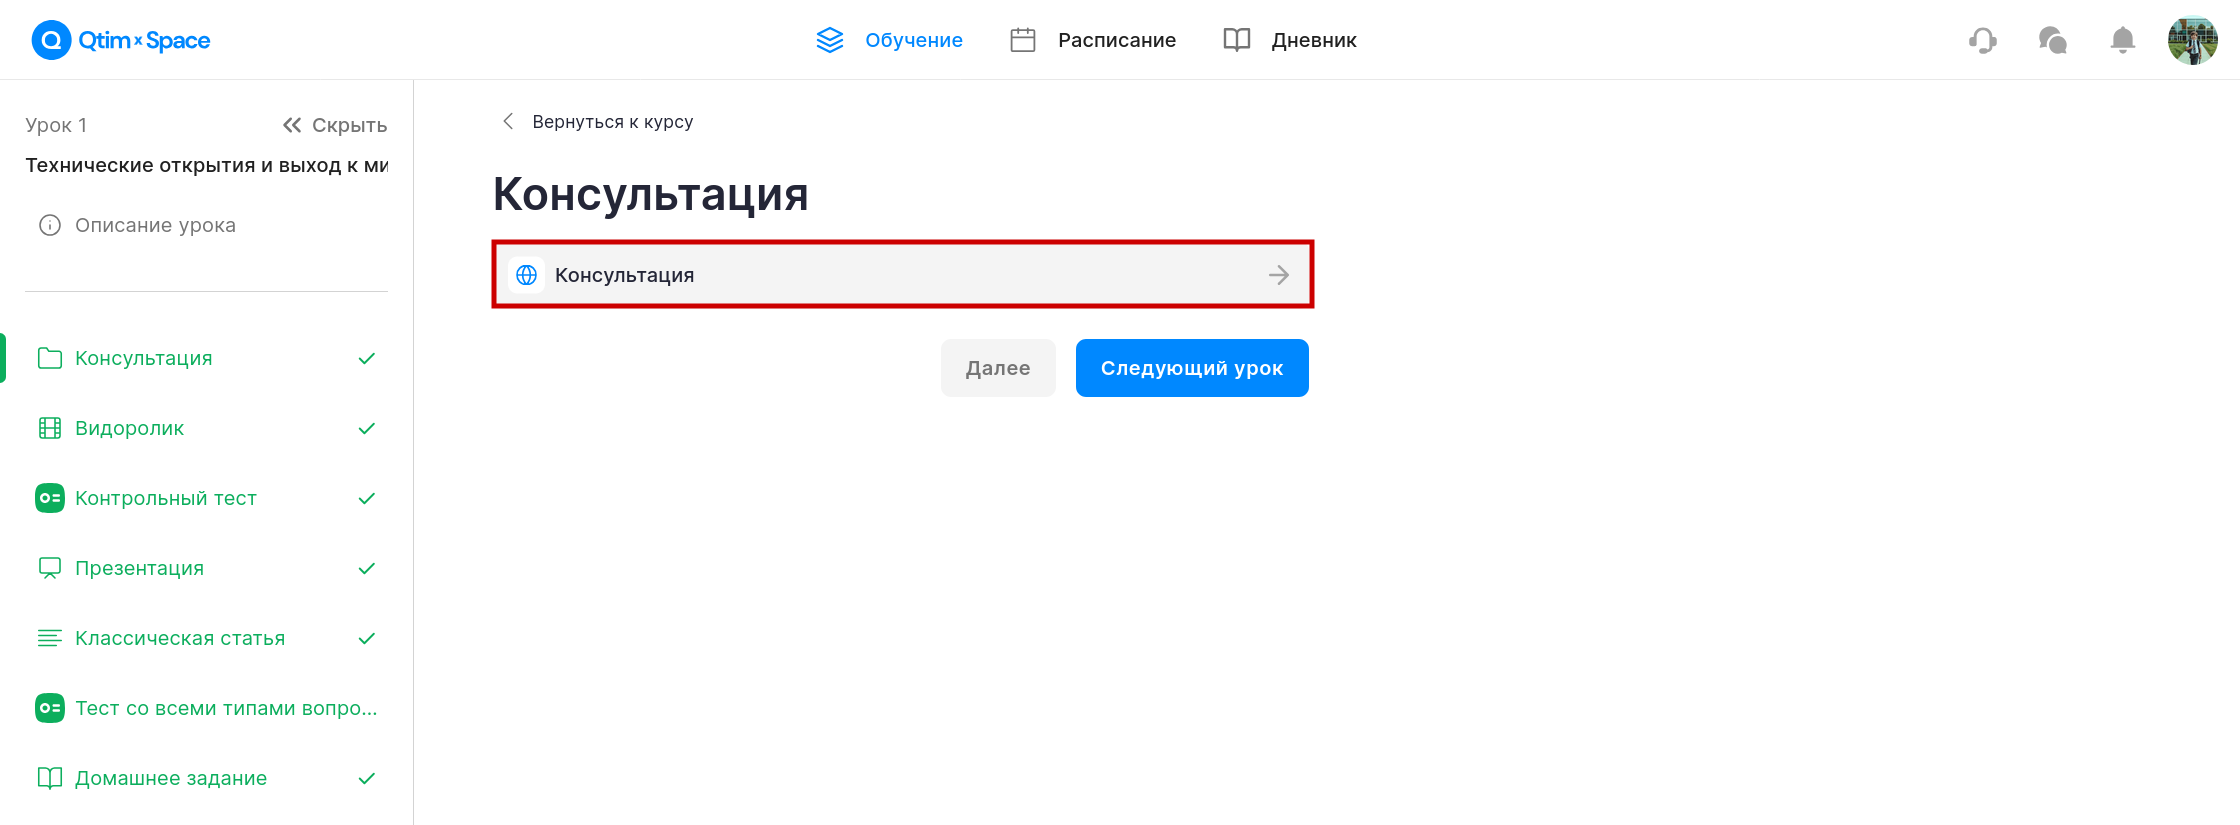 Qtim x Space
Обучение
Расписание
Дневник
Урок 1
Скрыть
Технические открытия и выход к ми
Описание урока
Консультация
Видоролик
Контрольный тест
Презентация
Классическая статья
Тест со всеми типами вопро...
Домашнее задание
Вернуться к курсу
Консультация
Консультация
Далее
Следующий урок